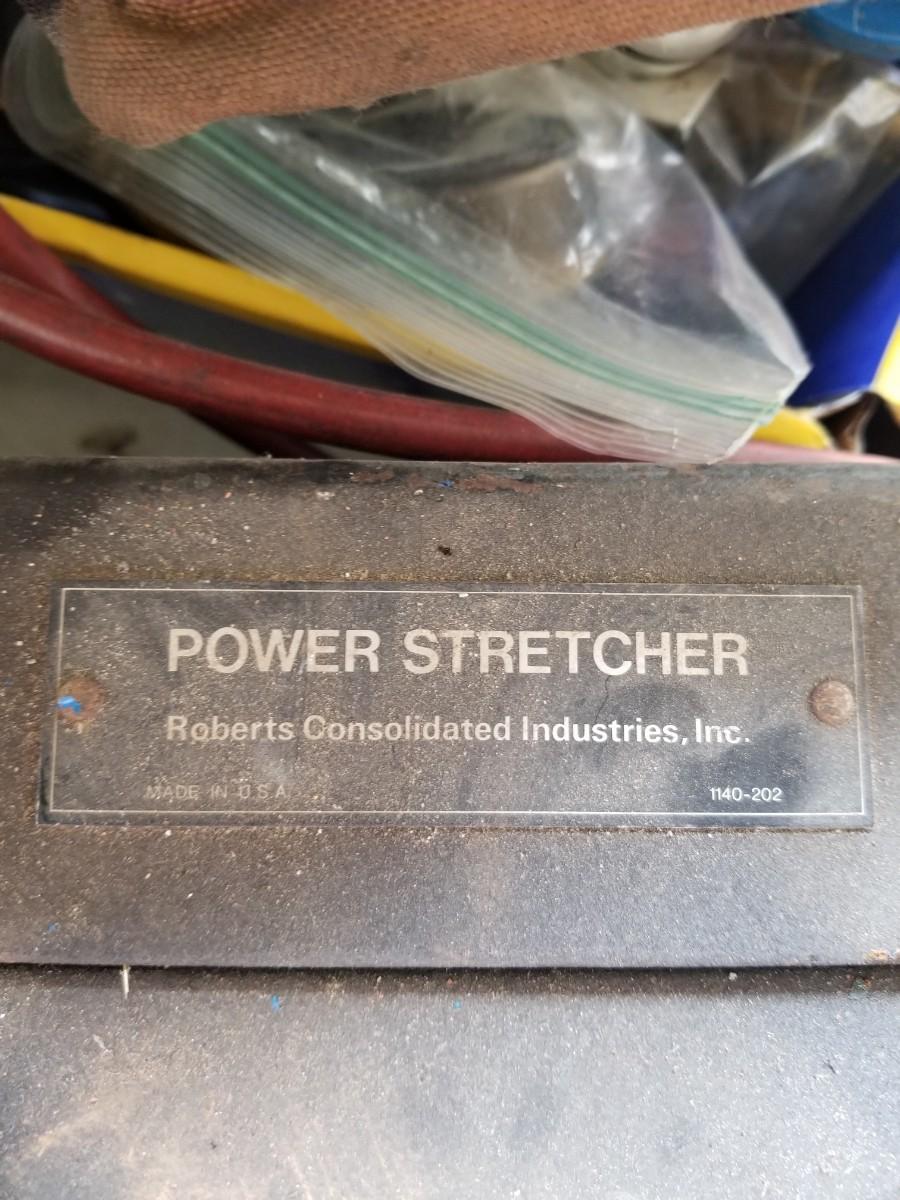 POWER STRETCHER
Roberts Consolidated Industries, Inc.
MADE IN U.S.A.
1140-202